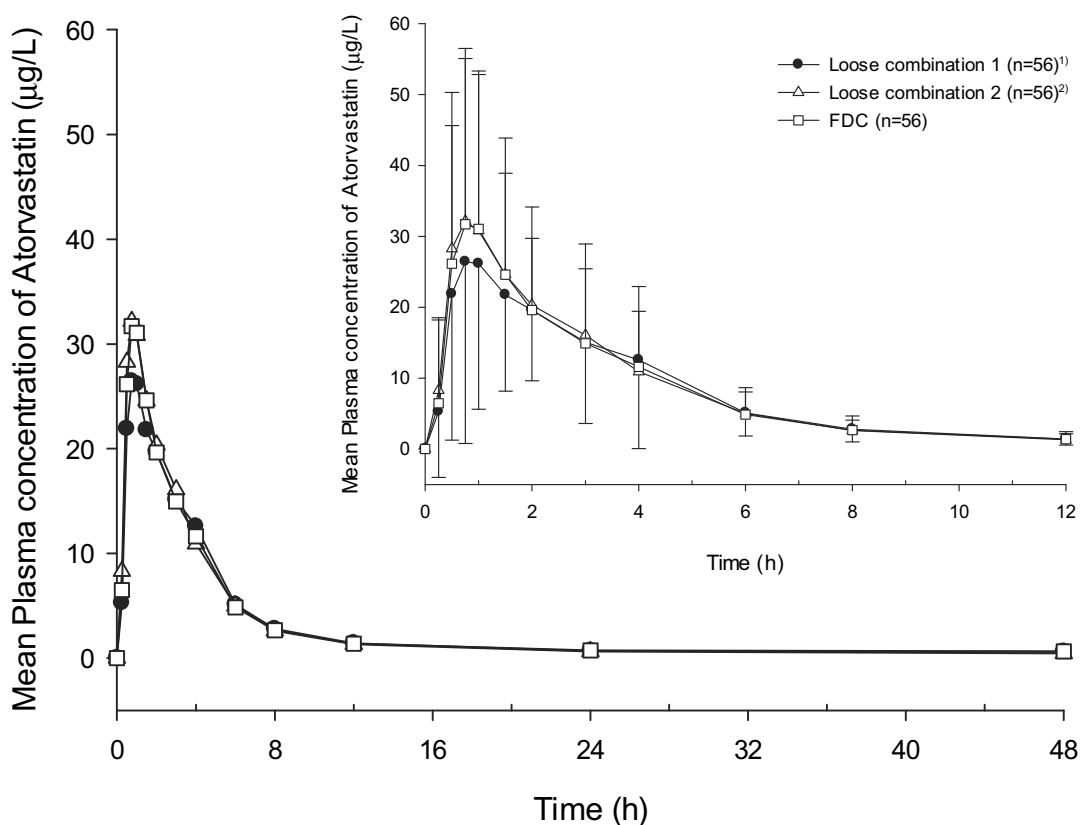 Mean Plasma concentration of Atorvastatin (μg/L)
60
50
40
30
20
10
0
0 8 16 24 32 40 48
Time (h)
Mean Plasma concentration of Atorvastatin (μg/L)
60
50
40
30
20
10
0
0 2 4 6 8 10 12
Time (h)
Loose combination 1 (n=56)¹⁾
Loose combination 2 (n=56)²⁾
FDC (n=56)